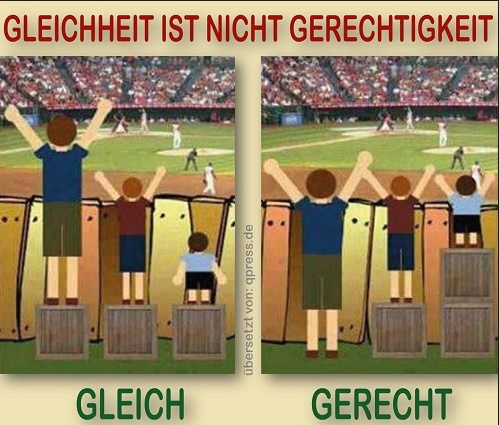 GLEICHHEIT IST NICHT GERECHTIGKEIT
übersetzt von: qpress.de
GLEICH
GERECHT